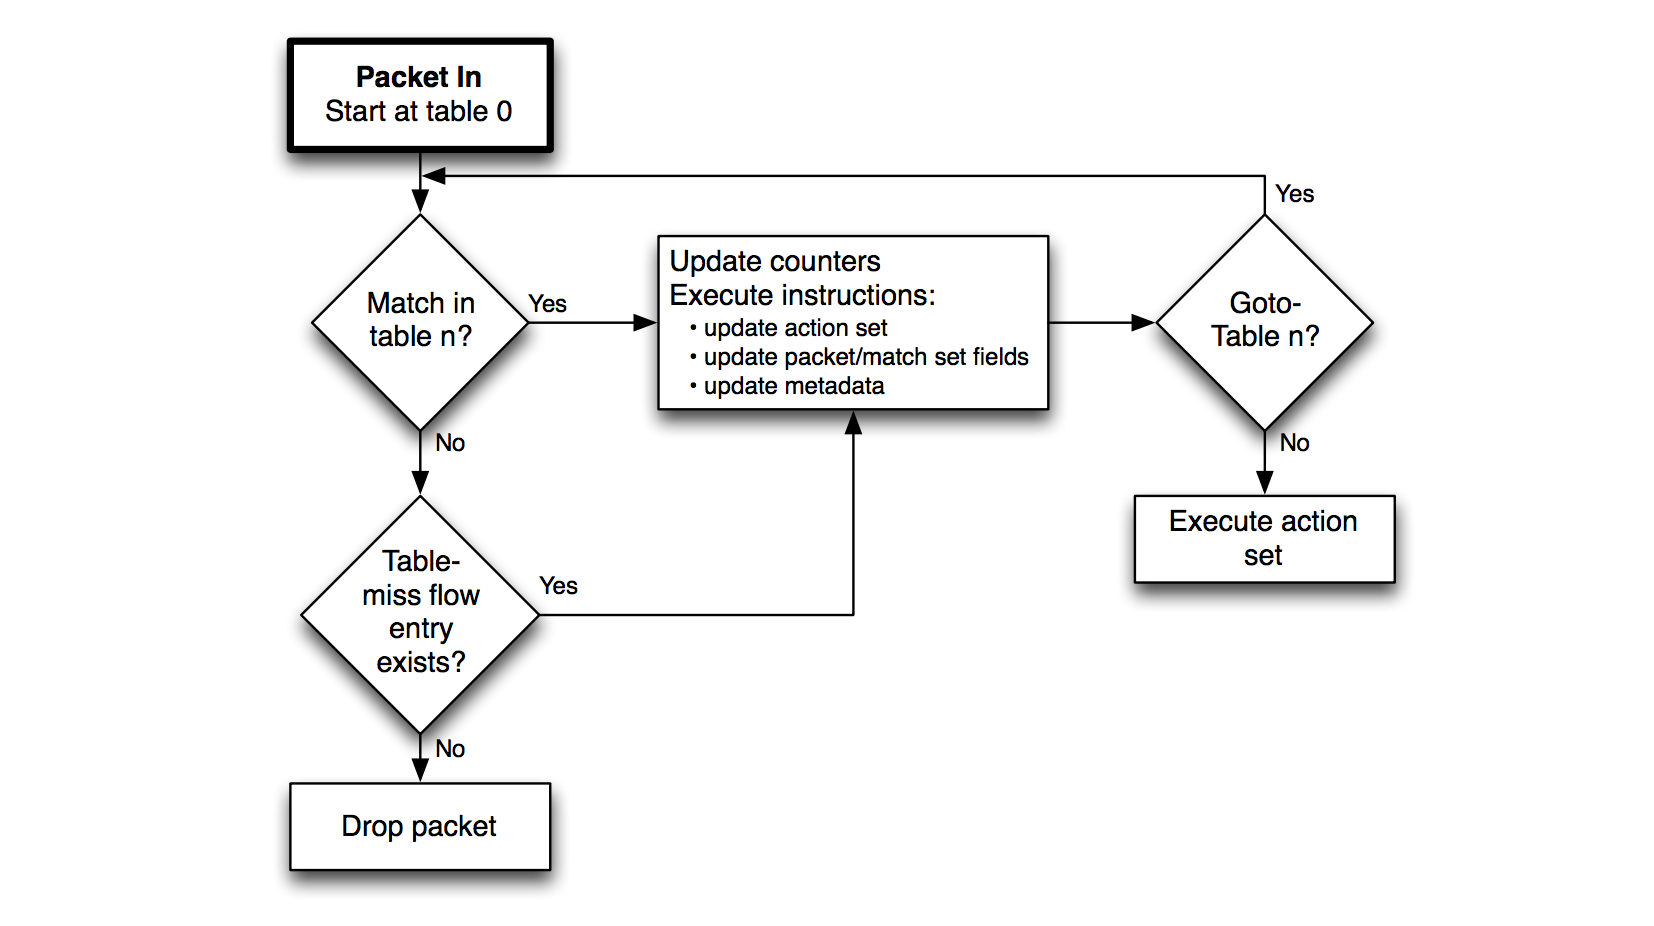 Packet In
Start at table 0
Yes
Match in
table n?
Yes
Update counters
Execute instructions:
• update action set
• update packet/match set fields
• update metadata
Goto-
Table n?
No
No
Table-
miss flow
entry
exists?
Yes
Execute action
set
No
Drop packet